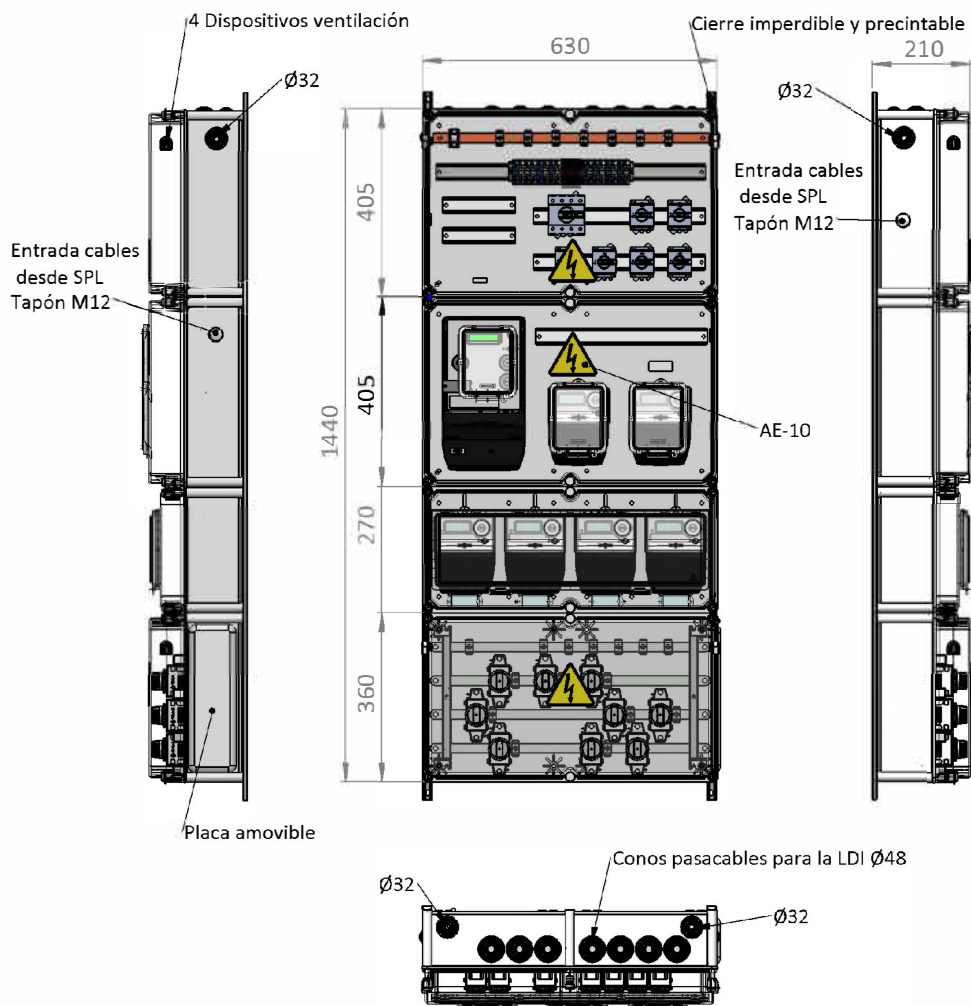 4 Dispositivos ventilación
Cierre imperdible y precintable
630
210
Ø32
Ø32
Entrada cables
desde SPL
Tapón M12
405
Entrada cables
desde SPL
Tapón M12
1440
405
AE-10
270
360
Placa amovible
Conos pasacables para la LDI Ø48
Ø32
Ø32